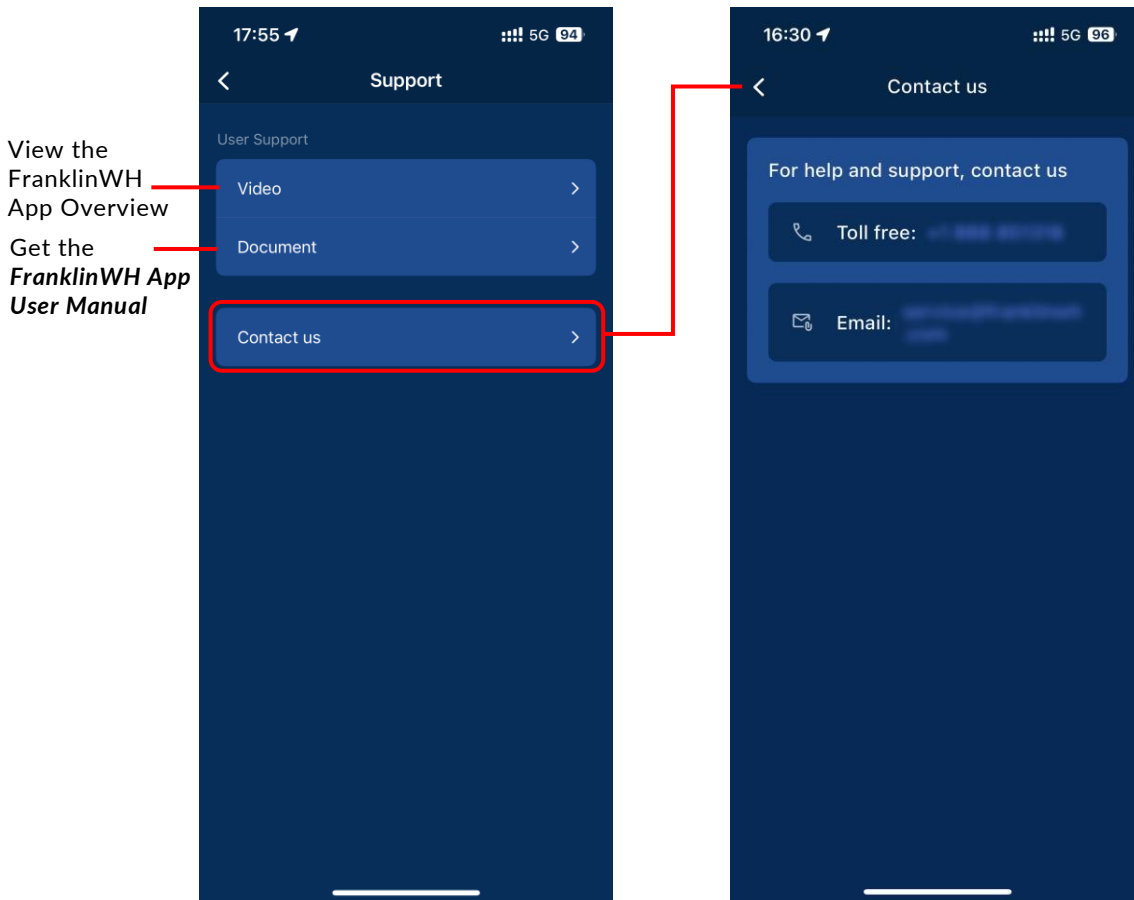 View the
FranklinWH
App Overview
Get the
FranklinWH App
User Manual
17:55
5G 94
Support
User Support
Video
Document
Contact us
16:30
5G 96
Contact us
For help and support, contact us
Toll free:
Email: